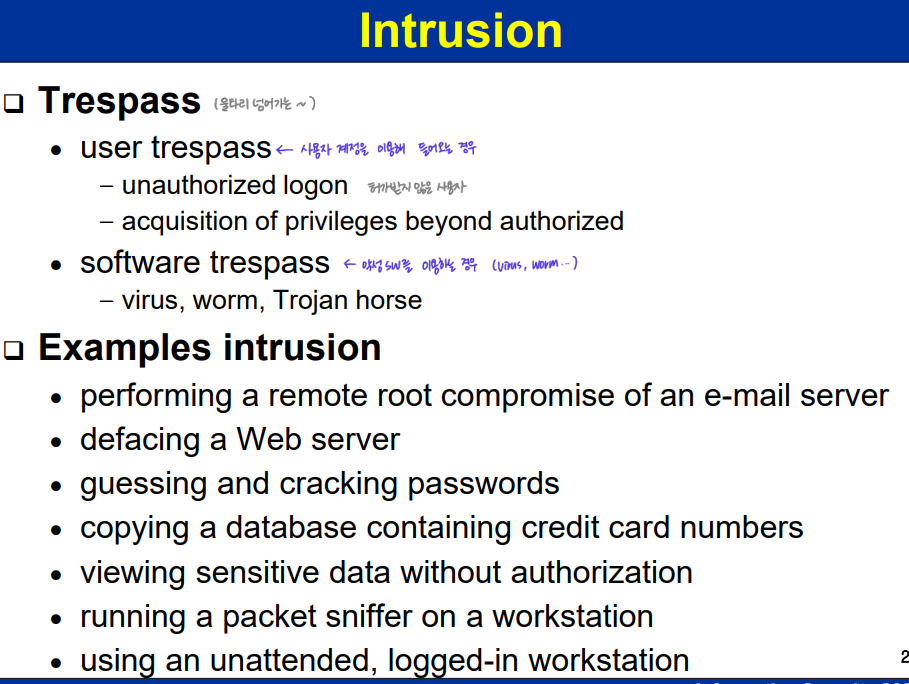 Intrusion
❑ Trespass (울타리 넘어가는 ~)
• user trespass ← 사용자 계정을 이용해 들어오는 경우
– unauthorized logon 허가받지 않은 사용자
– acquisition of privileges beyond authorized
• software trespass ← 악성 SW를 이용하는 경우 (virus, worm…)
– virus, worm, Trojan horse
❑ Examples intrusion
• performing a remote root compromise of an e-mail server
• defacing a Web server
• guessing and cracking passwords
• copying a database containing credit card numbers
• viewing sensitive data without authorization
• running a packet sniffer on a workstation
• using an unattended, logged-in workstation
2